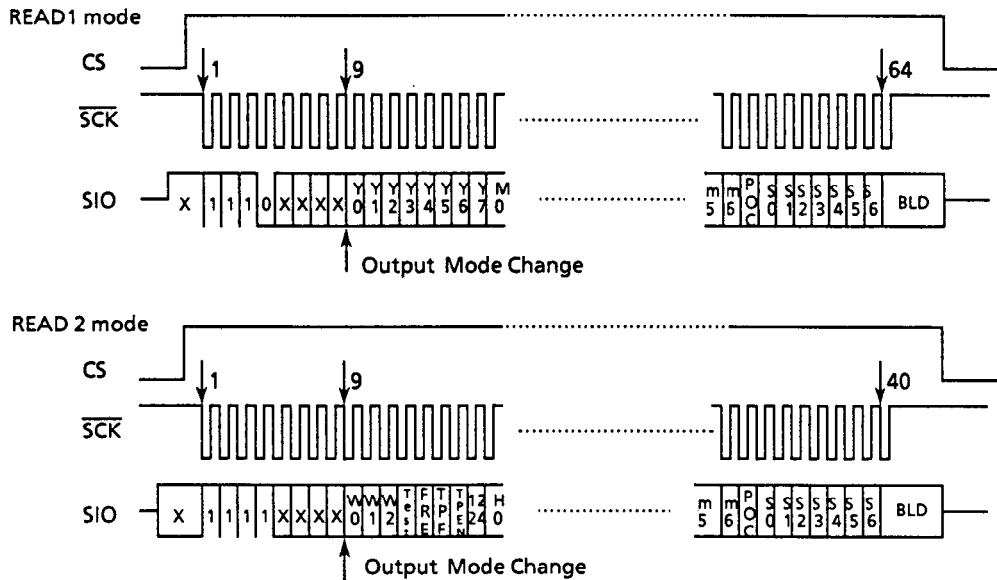 READ1 mode
CS
1 9 64
SCK
SIO X 1 1 1 0 X X X X Y0 Y1 Y2 Y3 Y4 Y5 Y6 Y7 M0 m5 m6 POC S0 S1 S2 S3 S4 S5 S6 BLD
Output Mode Change
READ 2 mode
CS
1 9 40
SCK
SIO X 1 1 1 1 X X X X W0 W1 W2 Test FRE TPF TPEN 12 24 H0 m5 m6 POC S0 S1 S2 S3 S4 S5 S6 BLD
Output Mode Change